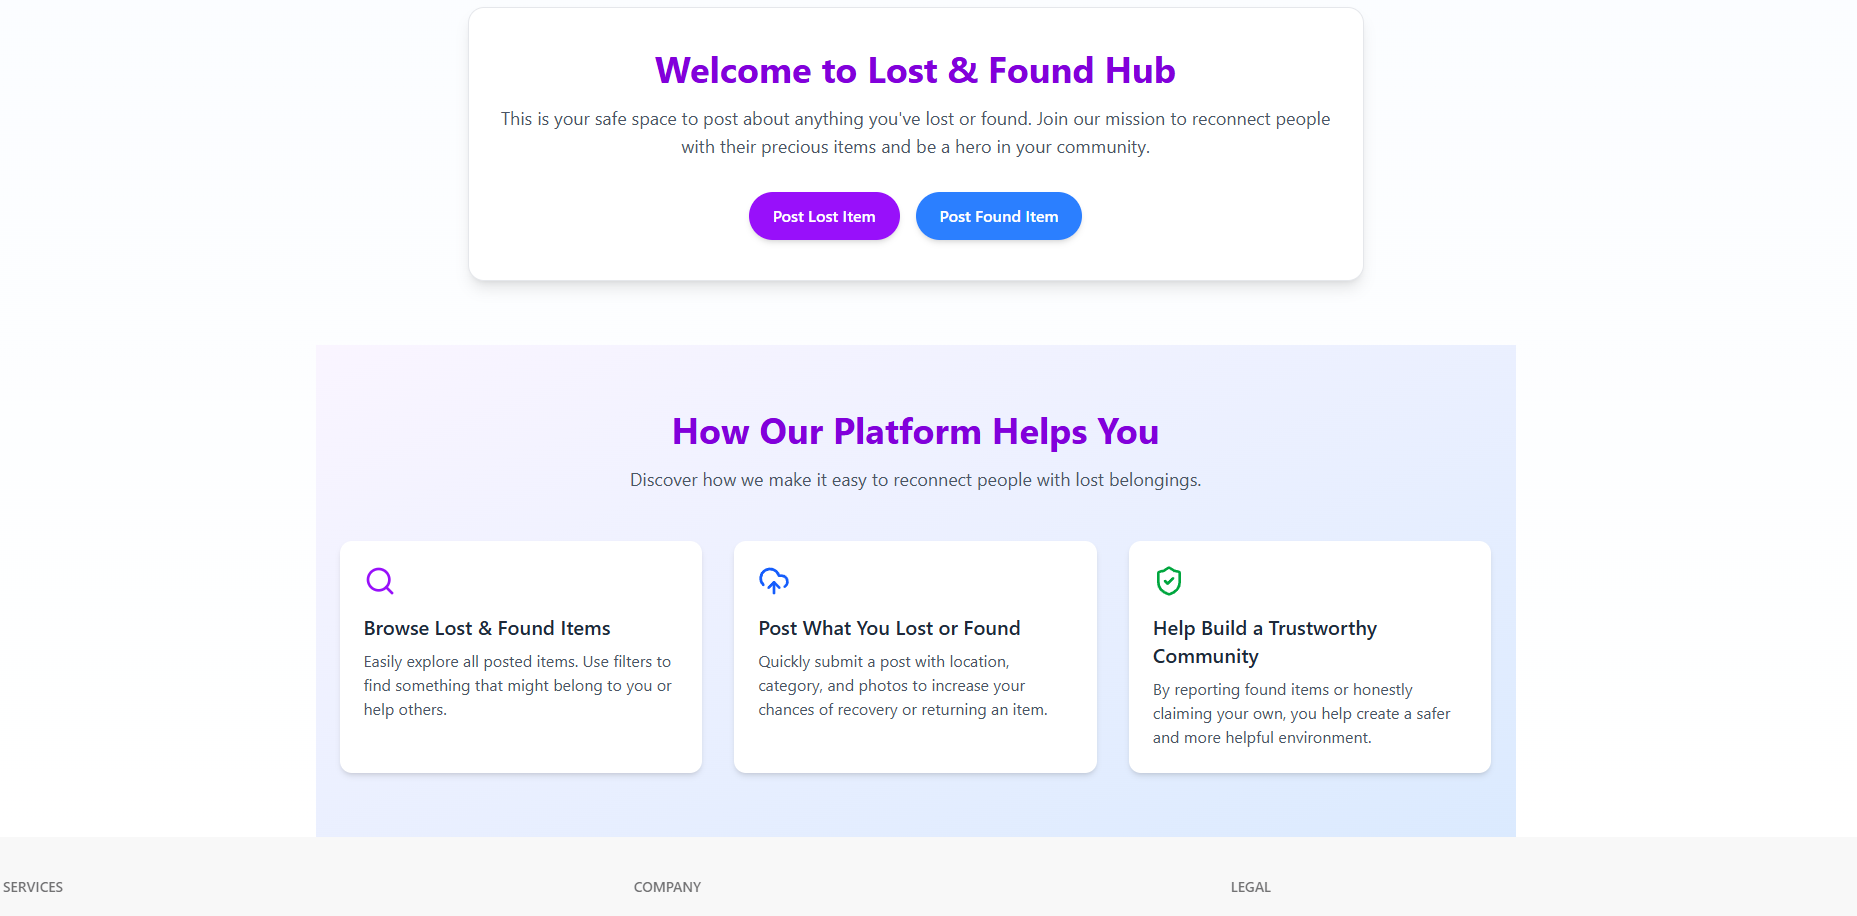 Welcome to Lost & Found Hub
This is your safe space to post about anything you've lost or found. Join our mission to reconnect people
with their precious items and be a hero in your community.
Post Lost Item
Post Found Item
How Our Platform Helps You
Discover how we make it easy to reconnect people with lost belongings.
Browse Lost & Found Items
Easily explore all posted items. Use filters to
find something that might belong to you or
help others.
Post What You Lost or Found
Quickly submit a post with location,
category, and photos to increase your
chances of recovery or returning an item.
Help Build a Trustworthy
Community
By reporting found items or honestly
claiming your own, you help create a safer
and more helpful environment.
SERVICES
COMPANY
LEGAL